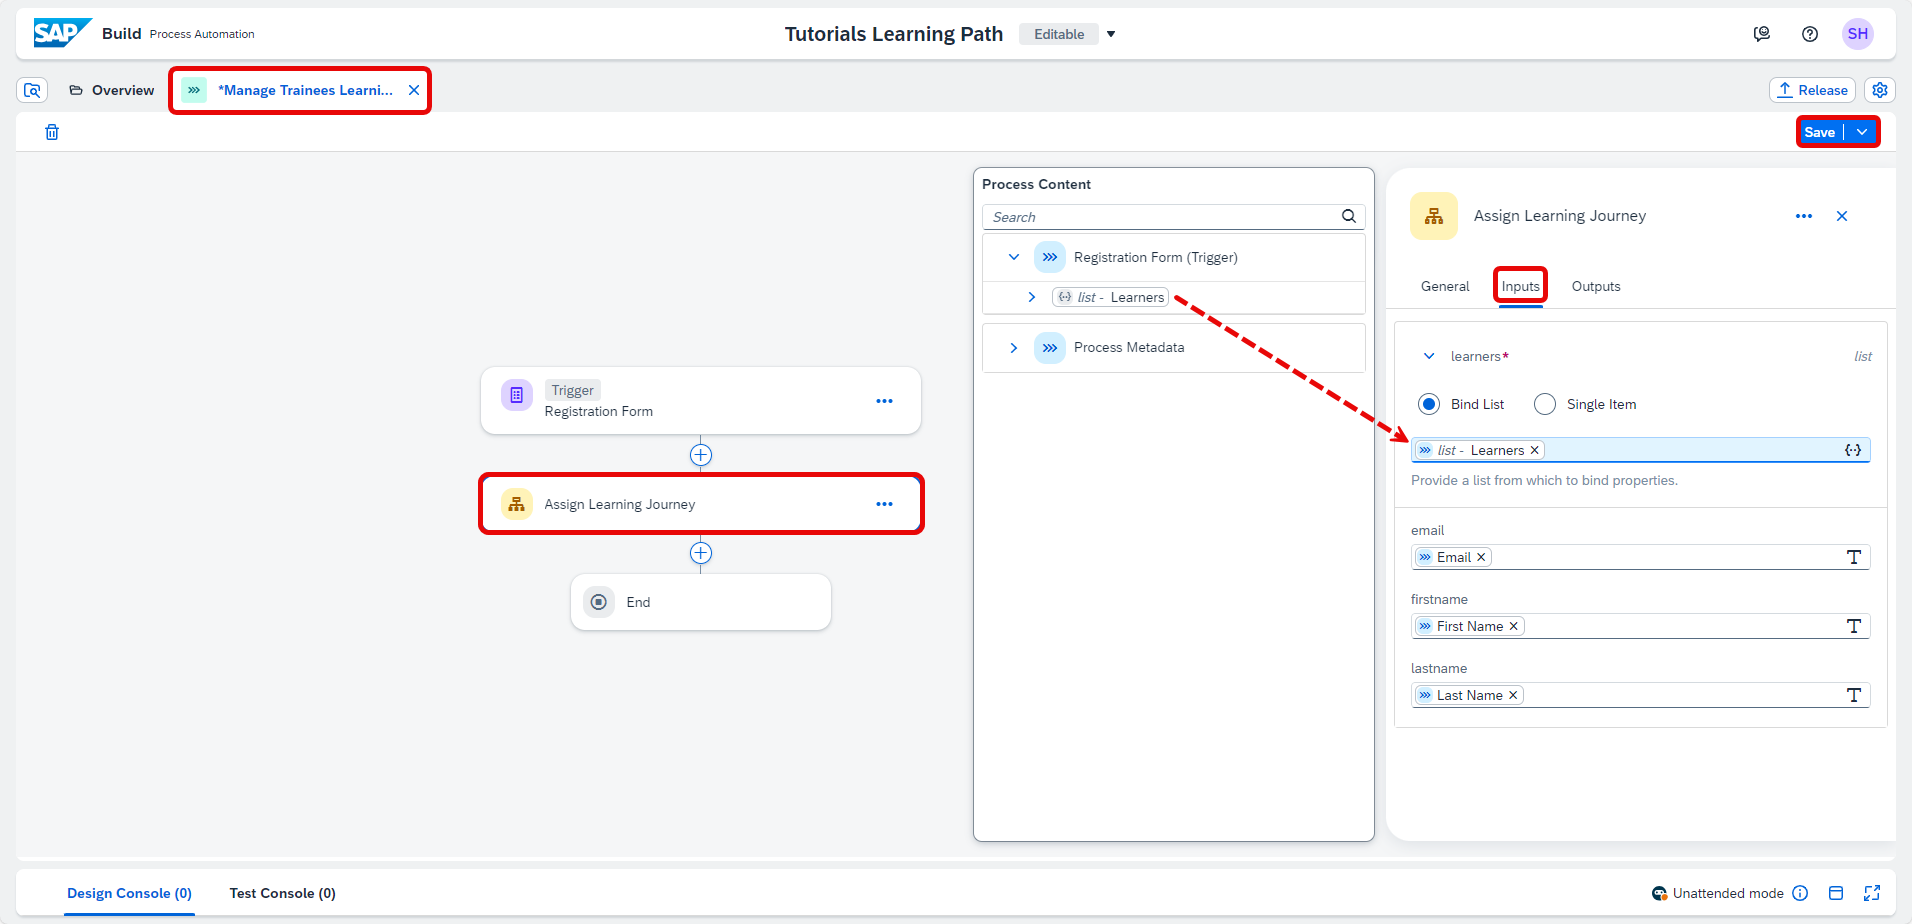 SAP Build Process Automation
Tutorials Learning Path Editable
SH
Overview
*Manage Trainees Learni...
Release
Save
Process Content
Search
Registration Form (Trigger)
list - Learners
Process Metadata
Trigger
Registration Form
Assign Learning Journey
End
Assign Learning Journey
General Inputs Outputs
learners* list
Bind List Single Item
list - Learners
Provide a list from which to bind properties.
email
Email
firstname
First Name
lastname
Last Name
Design Console (0) Test Console (0)
Unattended mode